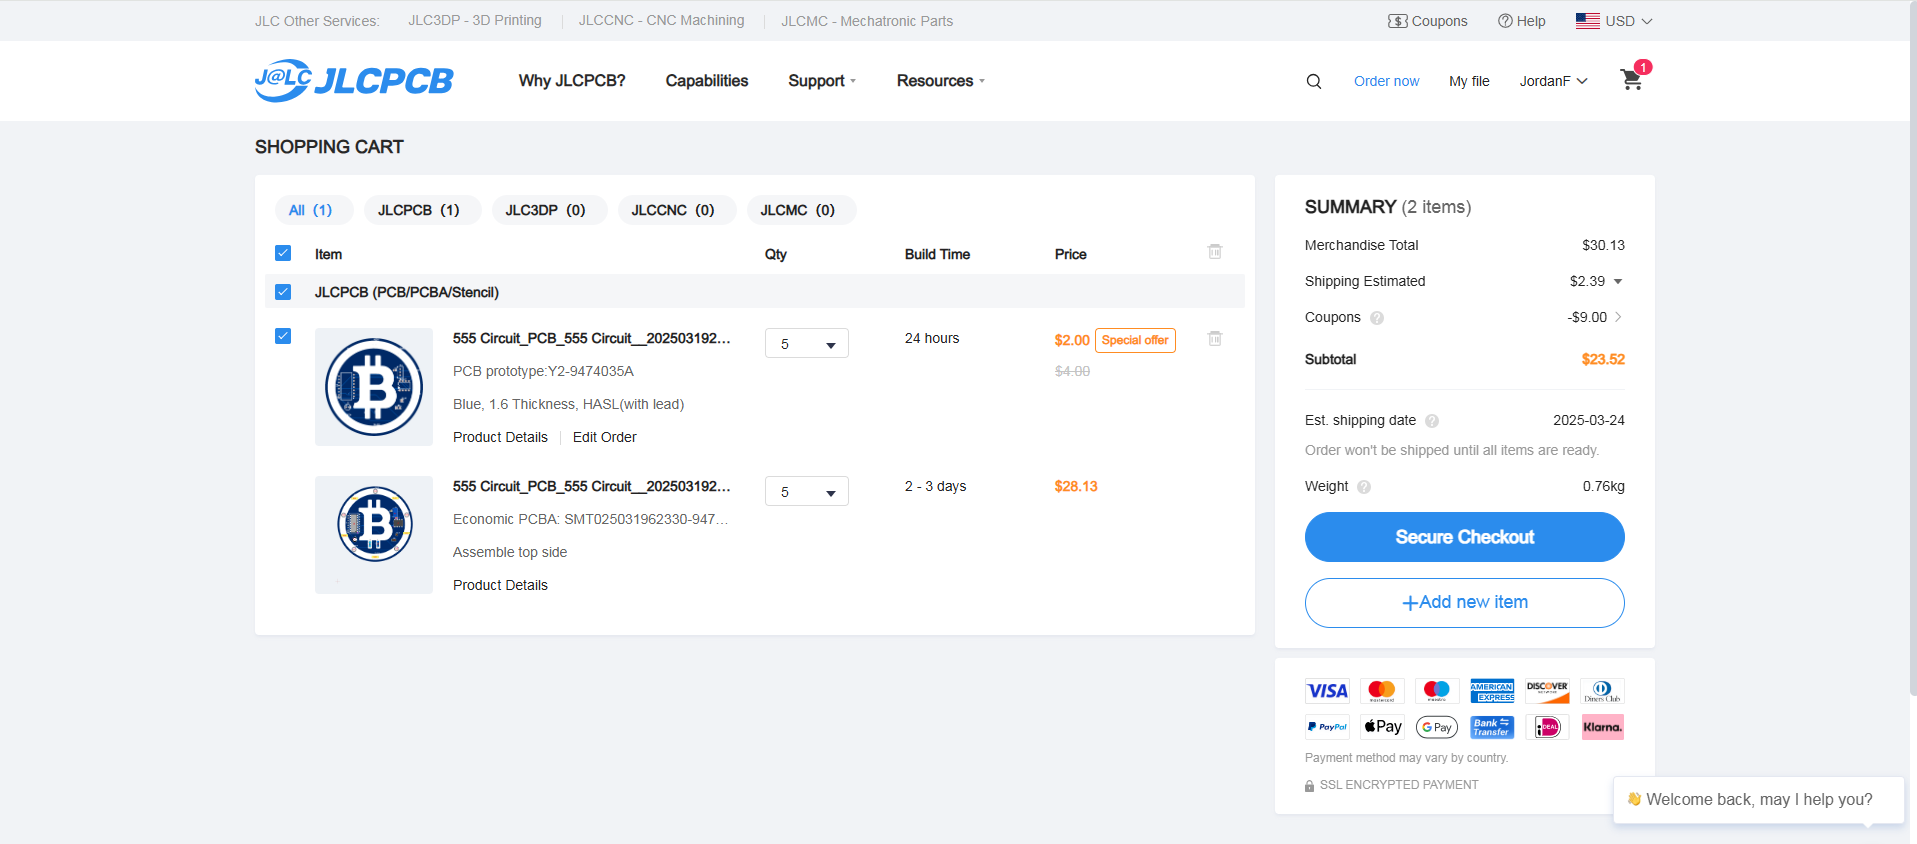 JLC Other Services: JLC3DP - 3D Printing JLCCNC - CNC Machining JLCMC - Mechatronic Parts
$ Coupons ? Help USD
J@LC JLCPCB Why JLCPCB? Capabilities Support Resources Order now My file JordanF 1
SHOPPING CART
All (1) JLCPCB (1) JLC3DP (0) JLCCNC (0) JLCMC (0)
Item Qty Build Time Price
JLCPCB (PCB/PCBA/Stencil)
B
555 Circuit_PCB_555 Circuit__202503192... 5 24 hours $2.00 Special offer
PCB prototype:Y2-9474035A $4.00
Blue, 1.6 Thickness, HASL(with lead)
Product Details Edit Order
B
555 Circuit_PCB_555 Circuit__202503192... 5 2 - 3 days $28.13
Economic PCBA: SMT025031962330-947...
Assemble top side
Product Details
SUMMARY (2 items)
Merchandise Total $30.13
Shipping Estimated $2.39
Coupons ? -$9.00
Subtotal $23.52
Est. shipping date ? 2025-03-24
Order won't be shipped until all items are ready.
Weight ? 0.76kg
Secure Checkout
+Add new item
VISA mastercard maestro AMERICAN EXPRESS DISCOVER NETWORK Diners Club
PayPal Pay G Pay Bank Transfer iDEAL Klarna.
Payment method may vary by country.
SSL ENCRYPTED PAYMENT
👋 Welcome back, may I help you?